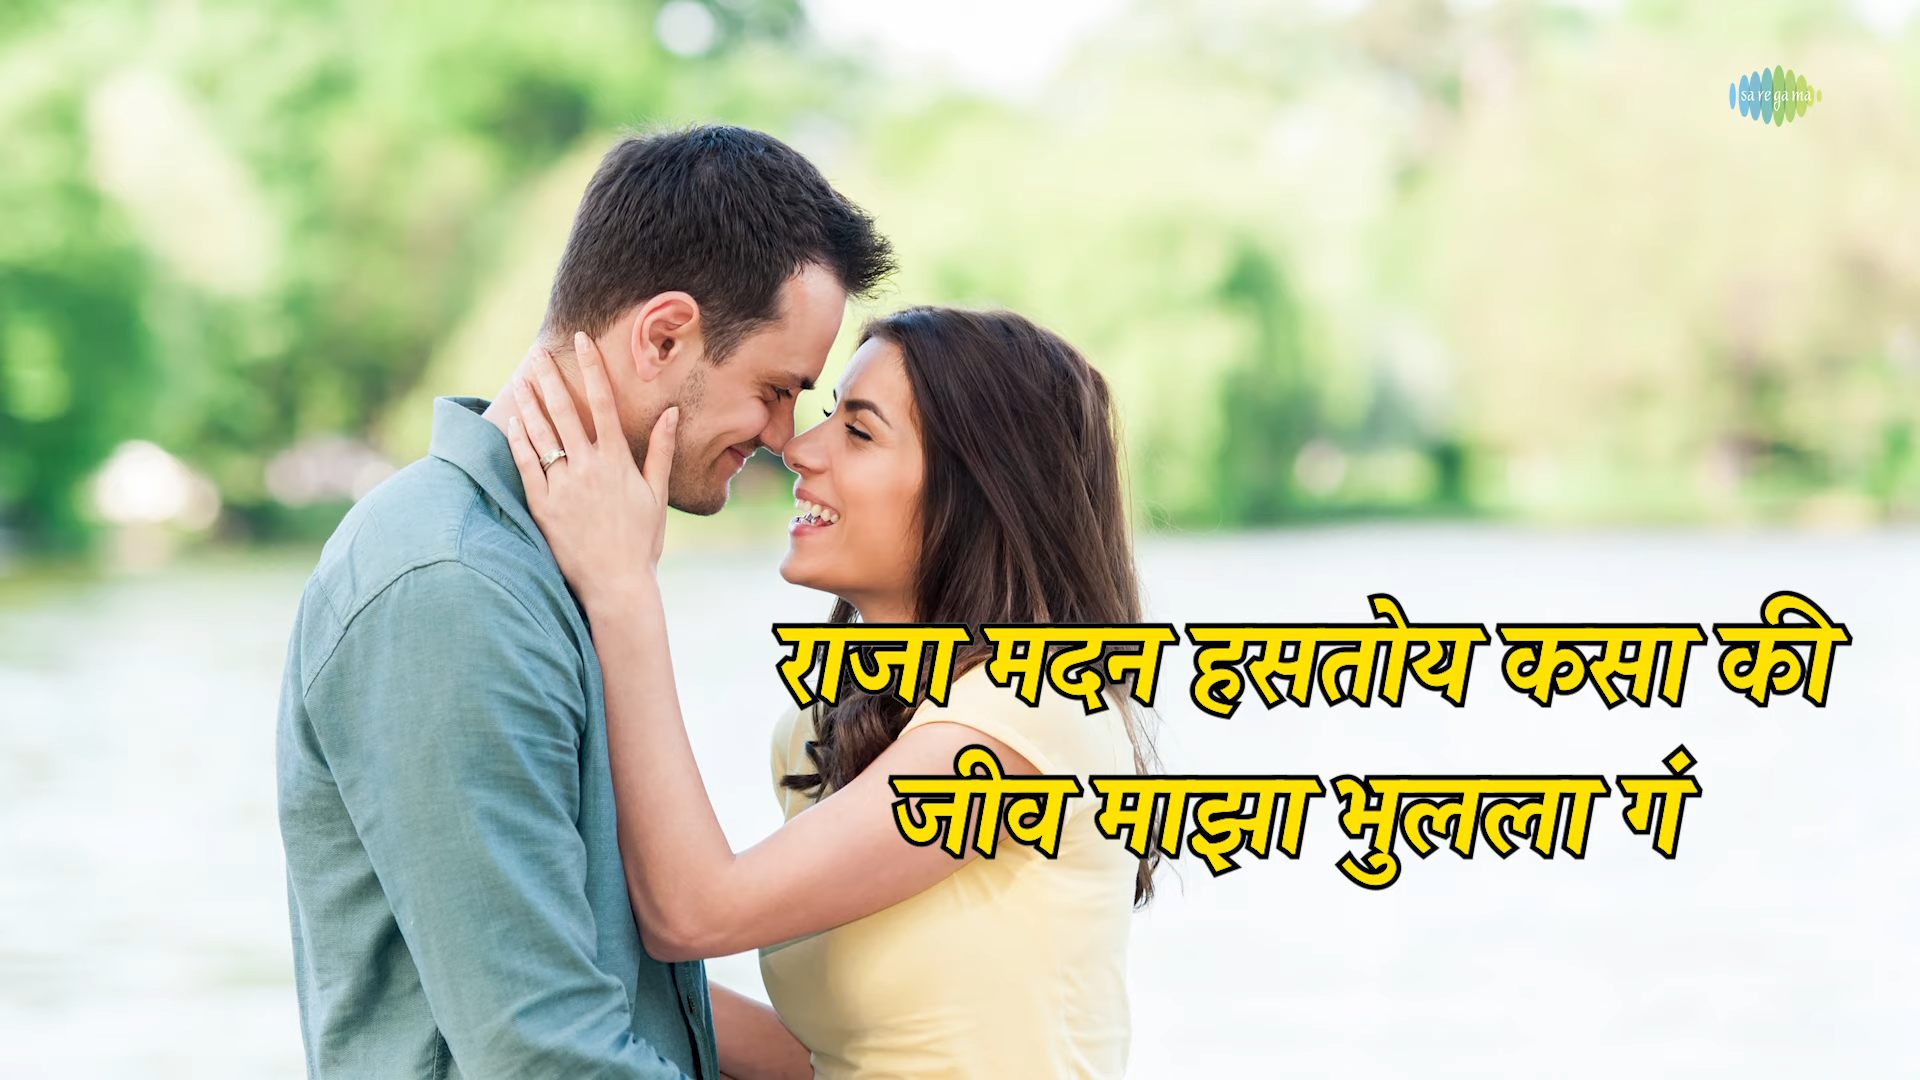 sa re ga ma
राजा मदन हसतोय कसा की
जीव माझा भुलला गं